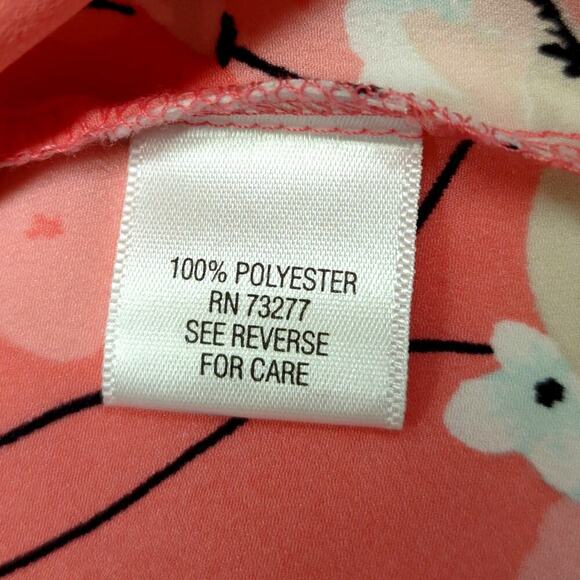 100% POLYESTER
RN 73277
SEE REVERSE
FOR CARE